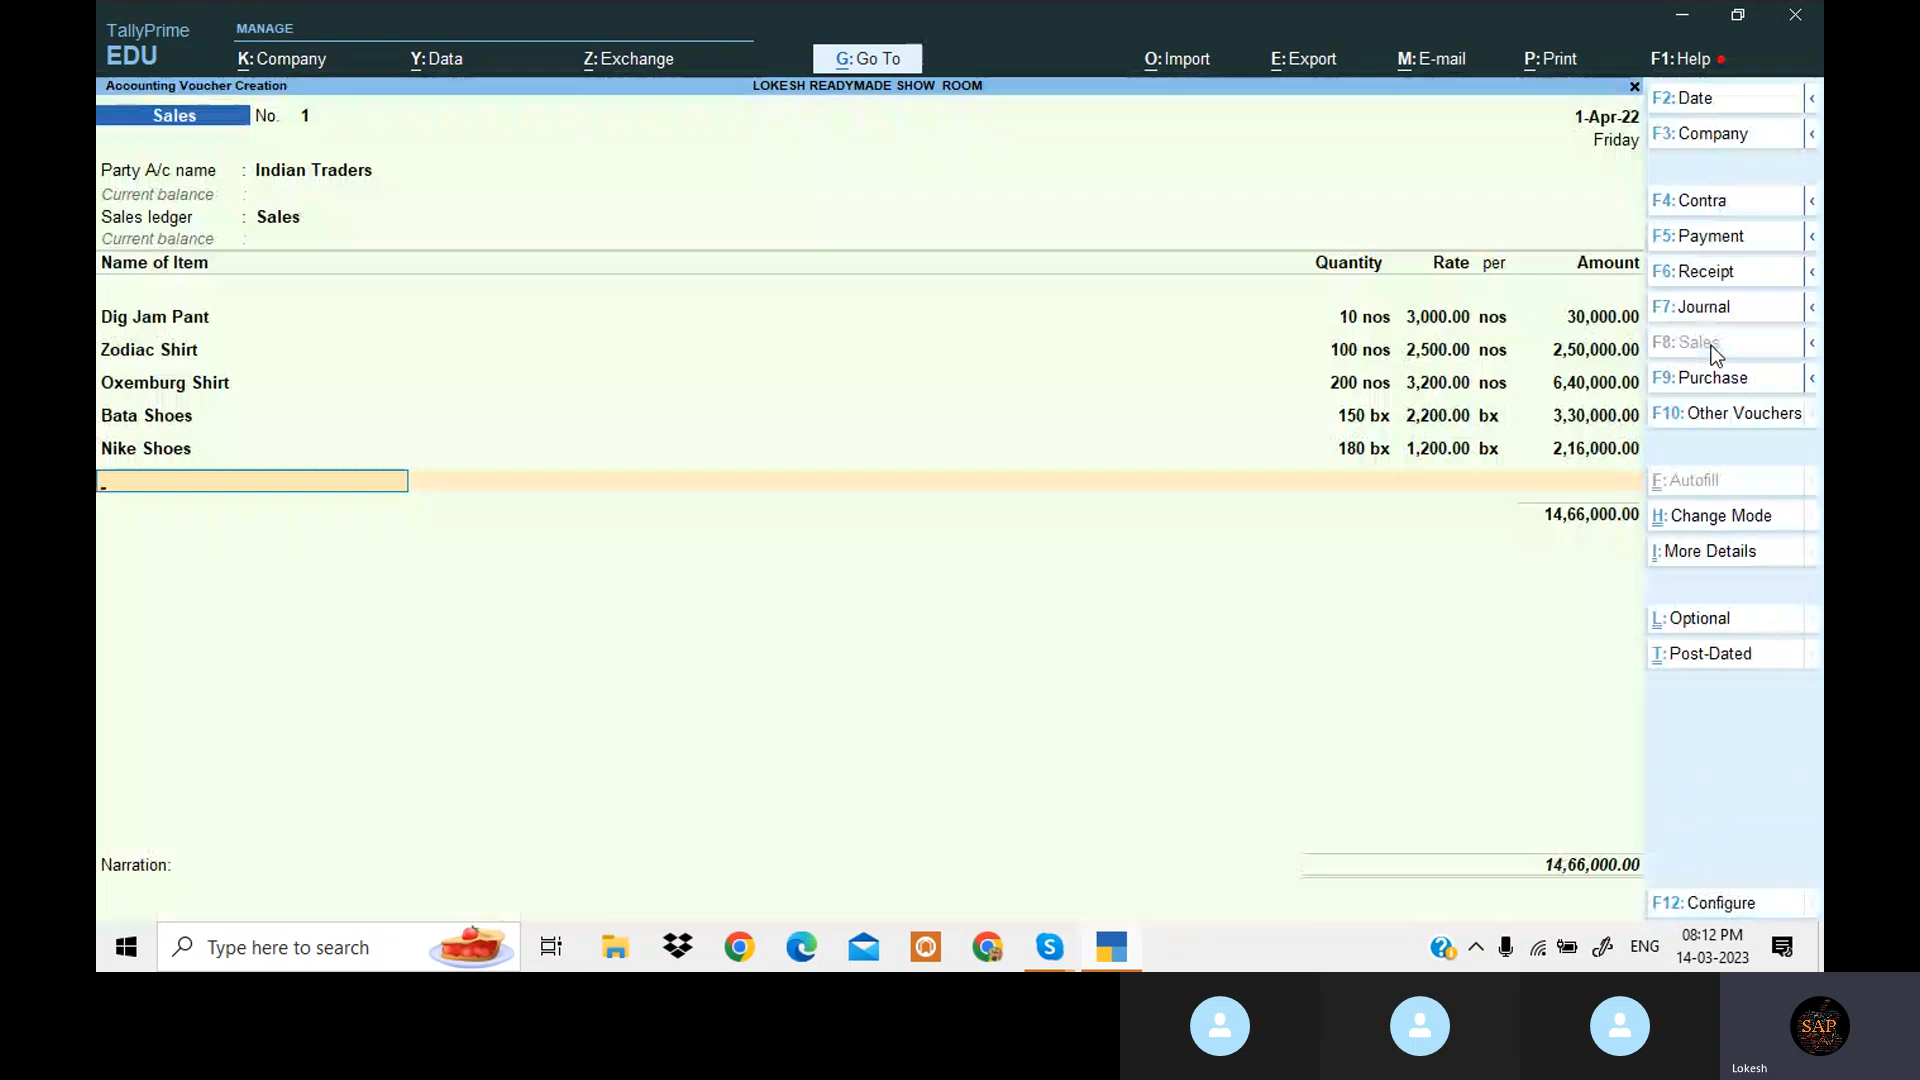 TallyPrime
EDU
MANAGE
K: Company
Y: Data
Z: Exchange
G: Go To
O: Import
E: Export
M: E-mail
P: Print
F1: Help
Accounting Voucher Creation
LOKESH READYMADE SHOW ROOM
Sales No. 1
1-Apr-22
Friday
Party A/c name : Indian Traders
Current balance :
Sales ledger : Sales
Current balance :
Name of Item Quantity Rate per Amount
Dig Jam Pant 10 nos 3,000.00 nos 30,000.00
Zodiac Shirt 100 nos 2,500.00 nos 2,50,000.00
Oxemburg Shirt 200 nos 3,200.00 nos 6,40,000.00
Bata Shoes 150 bx 2,200.00 bx 3,30,000.00
Nike Shoes 180 bx 1,200.00 bx 2,16,000.00
14,66,000.00
Narration: 14,66,000.00
F2: Date
F3: Company
F4: Contra
F5: Payment
F6: Receipt
F7: Journal
F8: Sales
F9: Purchase
F10: Other Vouchers
F: Autofill
H: Change Mode
I: More Details
L: Optional
T: Post-Dated
F12: Configure
Type here to search
ENG
08:12 PM
14-03-2023
SAP
Lokesh